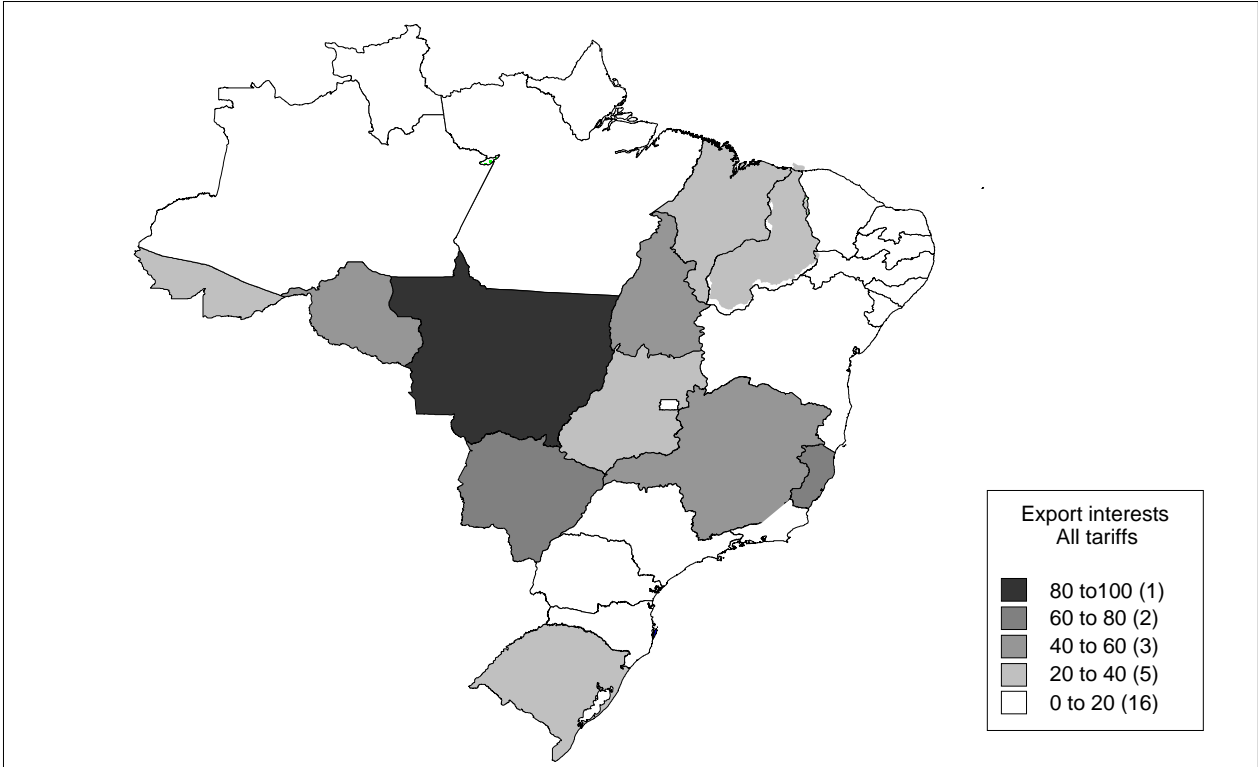 Export interests
All tariffs
80 to100 (1)
60 to 80 (2)
40 to 60 (3)
20 to 40 (5)
0 to 20 (16)